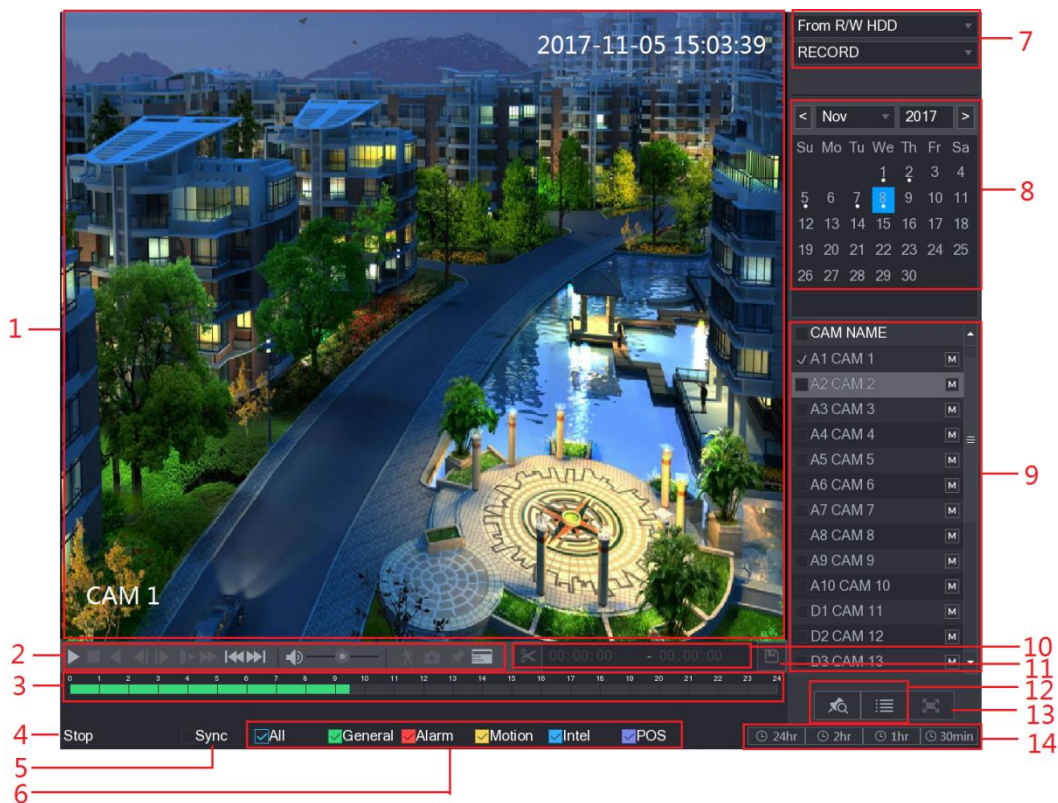 2017-11-05 15:03:39
CAM 1
From R/W HDD
RECORD
7
< Nov 2017 >
Su Mo Tu We Th Fr Sa
1 2 3 4
5 6 7 8 9 10 11
12 13 14 15 16 17 18
19 20 21 22 23 24 25
26 27 28 29 30
8
1
CAM NAME
A1 CAM 1 M
A2 CAM 2 M
A3 CAM 3 M
A4 CAM 4 M
A5 CAM 5 M
A6 CAM 6 M
A7 CAM 7 M
A8 CAM 8 M
A9 CAM 9 M
A10 CAM 10 M
D1 CAM 11 M
D2 CAM 12 M
D3 CAM 13 M
9
2
00:00:00 - 00:00:00
10
11
3
0 1 2 3 4 5 6 7 8 9 10 11 12 13 14 15 16 17 18 19 20 21 22 23 24
12
13
4
Stop Sync All General Alarm Motion Intel POS
24hr 2hr 1hr 30min
14
5
6